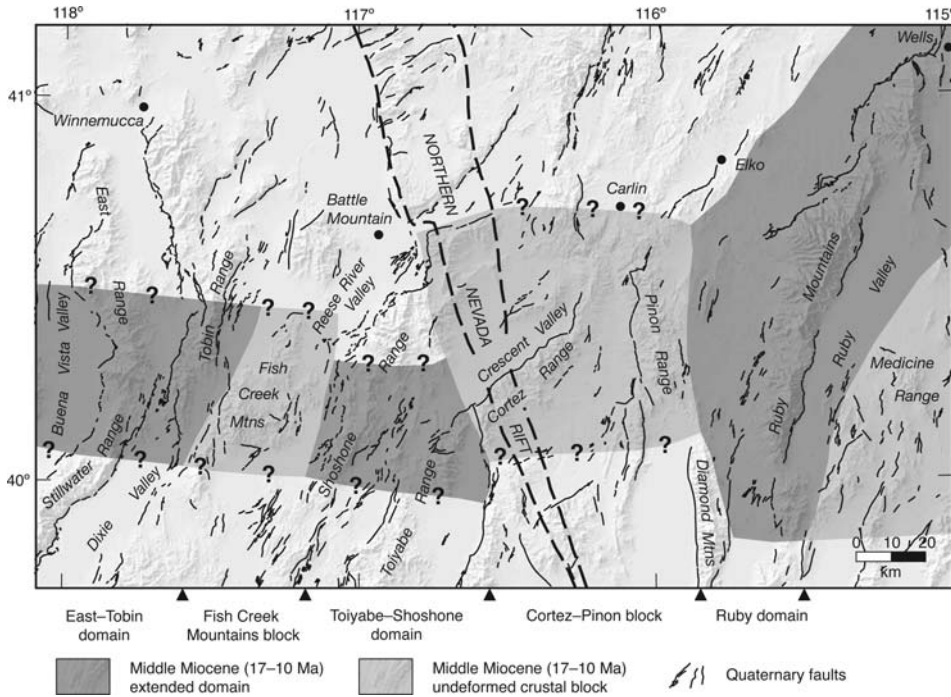 118° 117° 116° 115°
Wells
41°
Winnemucca
NORTHERN
Elko
East
Carlin
Battle
Mountain
?
?
?
Range
Reese River
Valley
?
?
?
?
Range
Buena Vista Valley
Tobin
NEVADA
Pinon
Range
Mountains
Valley
?
?
Range
Crescent Valley
Fish
Creek
Mtns
Cortez
Range
Ruby
Medicine
Range
RIFT
?
?
?
?
?
?
?
?
?
Ruby
40°
Stillwater Range
Dixie Valley
Shoshone
Toiyabe Range
Diamond Mtns
0 10 20
km
East–Tobin
domain
Fish Creek
Mountains block
Toiyabe–Shoshone
domain
Cortez–Pinon block
Ruby domain
Middle Miocene (17–10 Ma)
extended domain
Middle Miocene (17–10 Ma)
undeformed crustal block
Quaternary faults